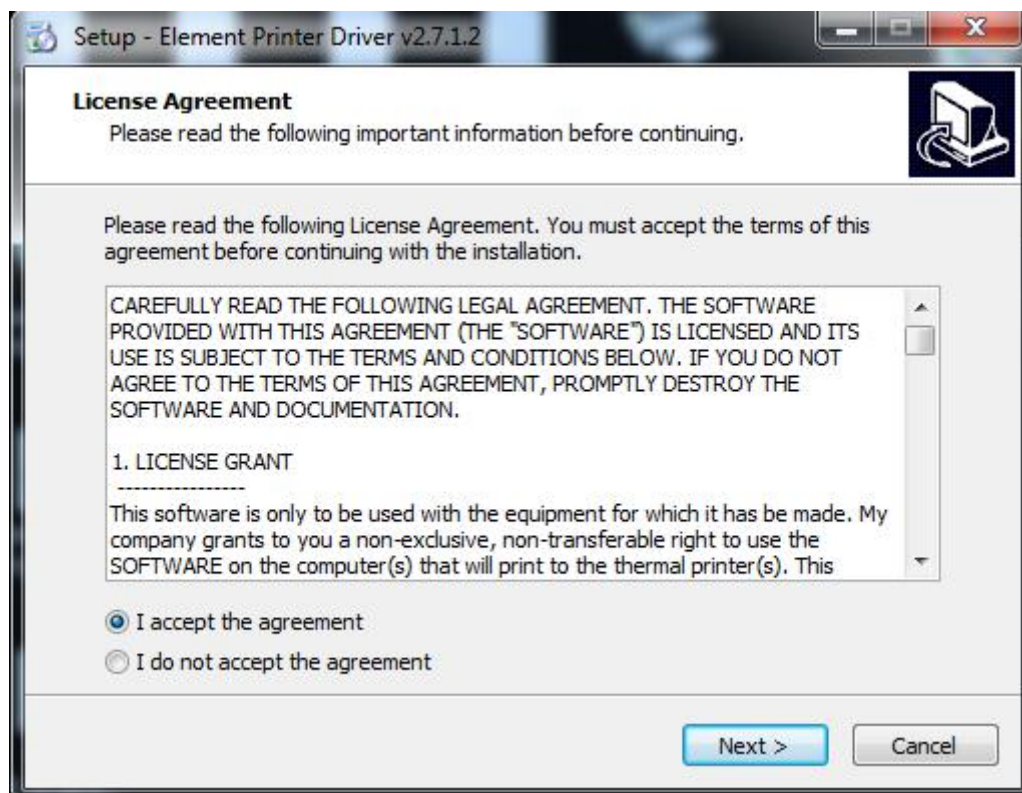 Setup - Element Printer Driver v2.7.1.2
License Agreement
Please read the following important information before continuing.
Please read the following License Agreement. You must accept the terms of this
agreement before continuing with the installation.
CAREFULLY READ THE FOLLOWING LEGAL AGREEMENT. THE SOFTWARE
PROVIDED WITH THIS AGREEMENT (THE "SOFTWARE") IS LICENSED AND ITS
USE IS SUBJECT TO THE TERMS AND CONDITIONS BELOW. IF YOU DO NOT
AGREE TO THE TERMS OF THIS AGREEMENT, PROMPTLY DESTROY THE
SOFTWARE AND DOCUMENTATION.
1. LICENSE GRANT
----------------
This software is only to be used with the equipment for which it has be made. My
company grants to you a non-exclusive, non-transferable right to use the
SOFTWARE on the computer(s) that will print to the thermal printer(s). This
I accept the agreement
I do not accept the agreement
Next >
Cancel